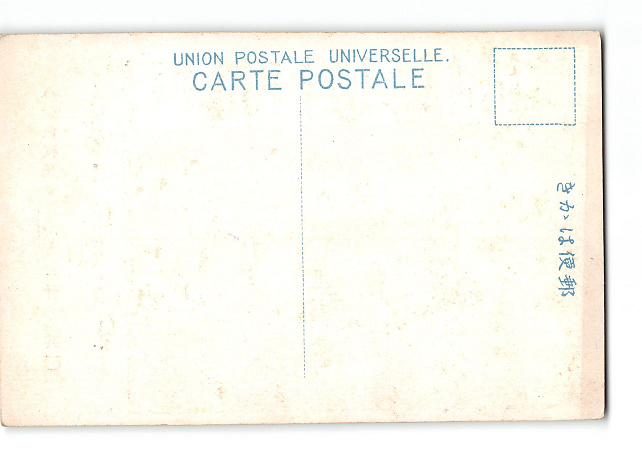 UNION POSTALE UNIVERSELLE.
CARTE POSTALE
きかは便郵